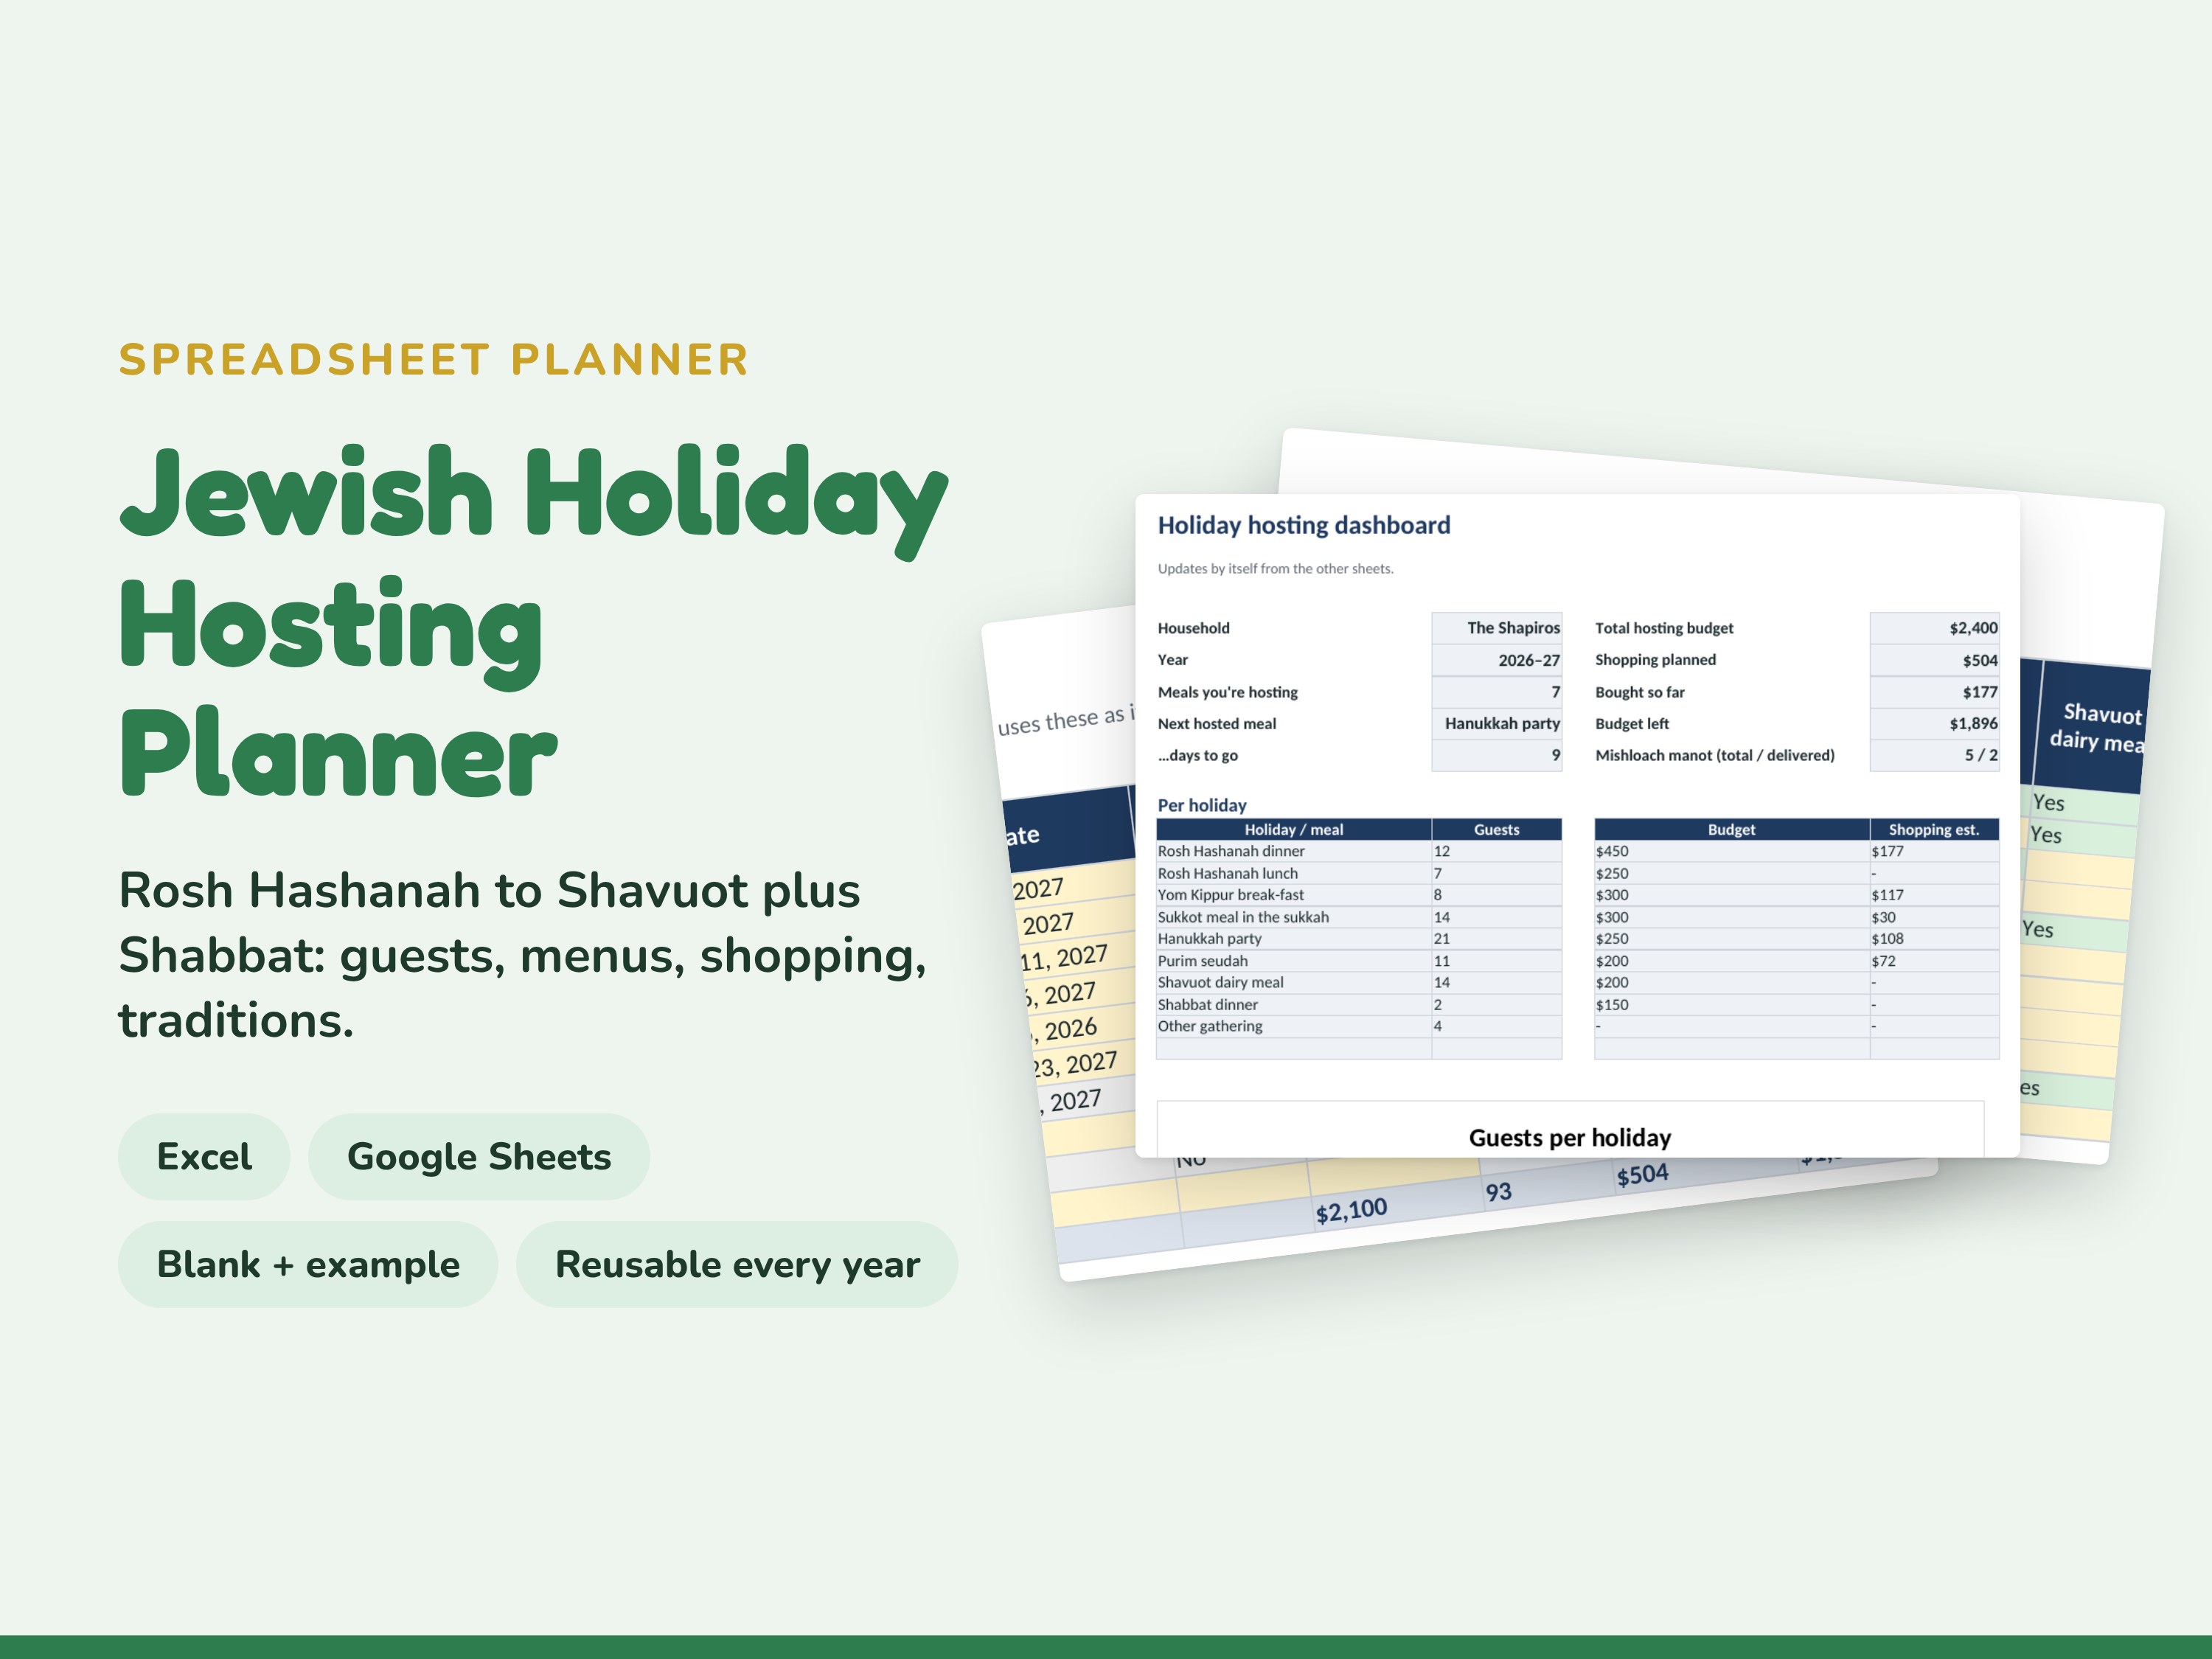 SPREADSHEET PLANNER
Jewish Holiday
Hosting
Planner
Rosh Hashanah to Shavuot plus
Shabbat: guests, menus, shopping,
traditions.
Excel
Google Sheets
Blank + example
Reusable every year
Holiday hosting dashboard
Updates by itself from the other sheets.
Household The Shapiros Total hosting budget $2,400
Year 2026–27 Shopping planned $504
Meals you're hosting 7 Bought so far $177
Next hosted meal Hanukkah party Budget left $1,896
...days to go 9 Mishloach manot (total / delivered) 5 / 2
Per holiday
Holiday / meal Guests Budget Shopping est.
Rosh Hashanah dinner 12 $450 $177
Rosh Hashanah lunch 7 $250 -
Yom Kippur break-fast 8 $300 $117
Sukkot meal in the sukkah 14 $300 $30
Hanukkah party 21 $250 $108
Purim seudah 11 $200 $72
Shavuot dairy meal 14 $200 -
Shabbat dinner 2 $150 -
Other gathering 4 - -
Guests per holiday
uses these as
2027
2027
11, 2027
, 2027
, 2026
23, 2027
, 2027
No
$2,100 93 $504
Shavuot
dairy
Yes
Yes
Yes